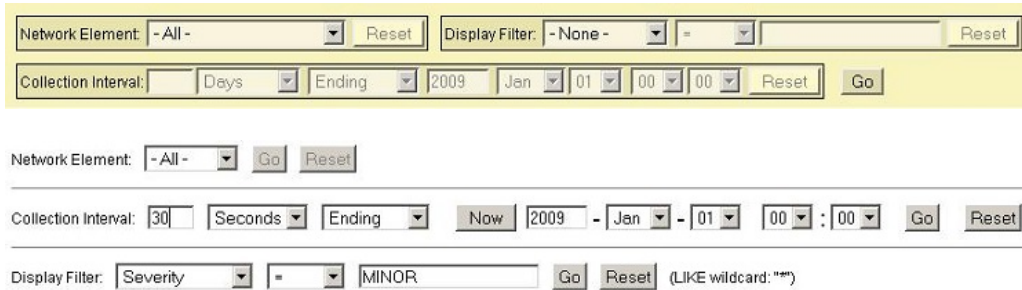 Network Element: - All - Reset Display Filter: - None - = Reset
Collection Interval: Days Ending 2009 Jan 01 00 00 Reset Go
Network Element: - All - Go Reset
Collection Interval: 30 Seconds Ending Now 2009 - Jan - 01 00 : 00 Go Reset
Display Filter: Severity = MINOR Go Reset (LIKE wildcard: "*")